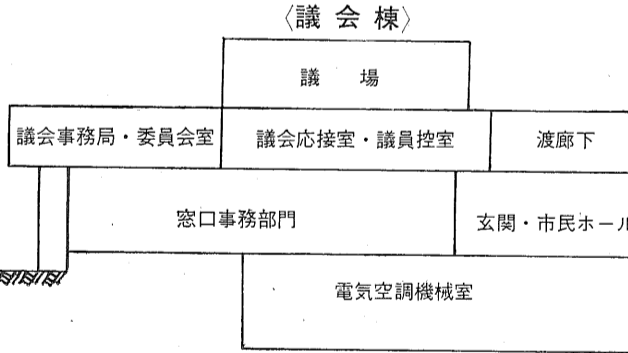 〈議会棟〉
議場
議会事務局・委員会室
議会応接室・議員控室
渡廊下
窓口事務部門
玄関・市民ホール
電気空調機械室